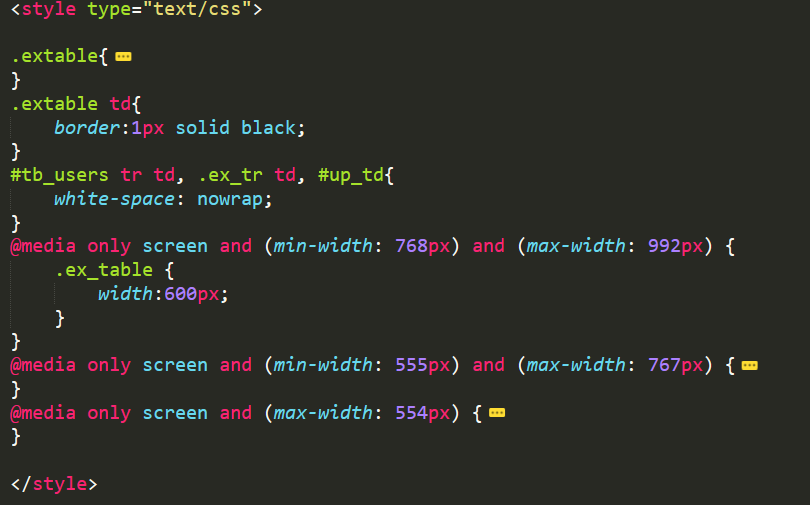 <style type="text/css">
.extable{
}
.extable td{
border:1px solid black;
}
#tb_users tr td, .ex_tr td, #up_td{
white-space: nowrap;
}
@media only screen and (min-width: 768px) and (max-width: 992px) {
.ex_table {
width:600px;
}
}
@media only screen and (min-width: 555px) and (max-width: 767px) {
}
@media only screen and (max-width: 554px) {
}
</style>